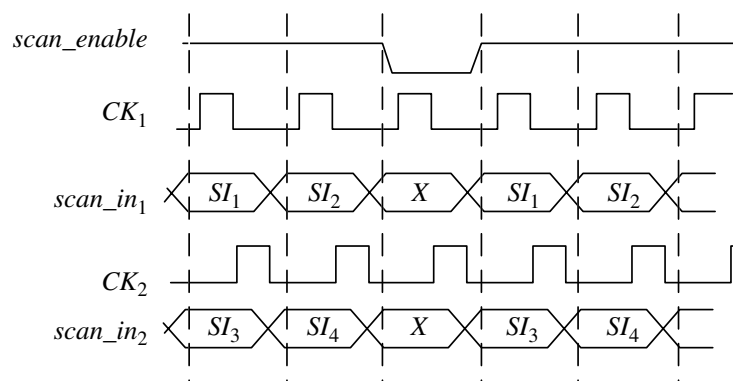 scan_enable
CK1
scan_in1 SI1 SI2 X SI1 SI2
CK2
scan_in2 SI3 SI4 X SI3 SI4